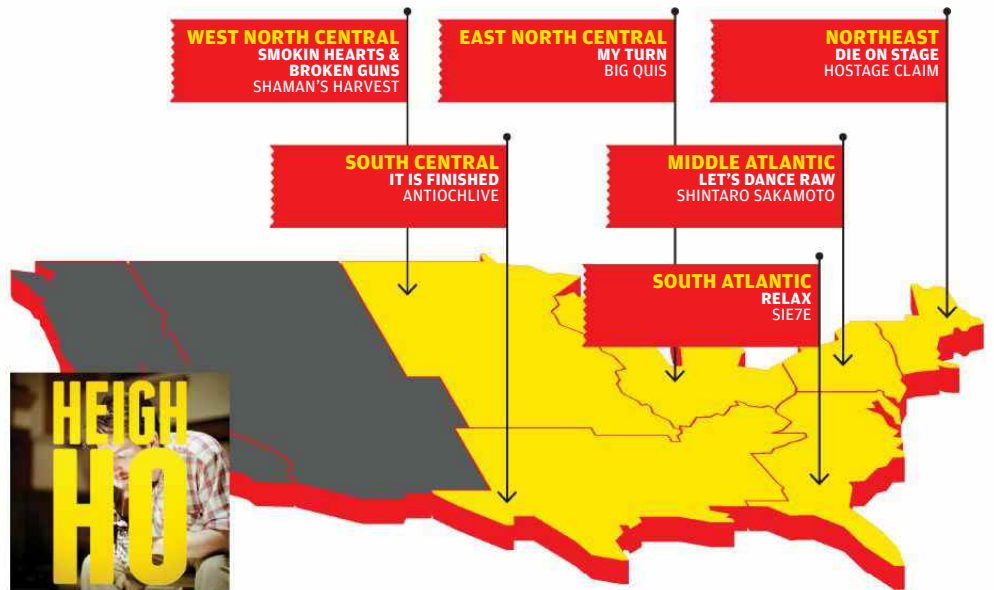 WEST NORTH CENTRAL
SMOKIN HEARTS &
BROKEN GUNS
SHAMAN'S HARVEST
EAST NORTH CENTRAL
MY TURN
BIG QUIS
NORTHEAST
DIE ON STAGE
HOSTAGE CLAIM
SOUTH CENTRAL
IT IS FINISHED
ANTIOCHLIVE
MIDDLE ATLANTIC
LET'S DANCE RAW
SHINTARO SAKAMOTO
SOUTH ATLANTIC
RELAX
SIE7E
HEIGH
HO